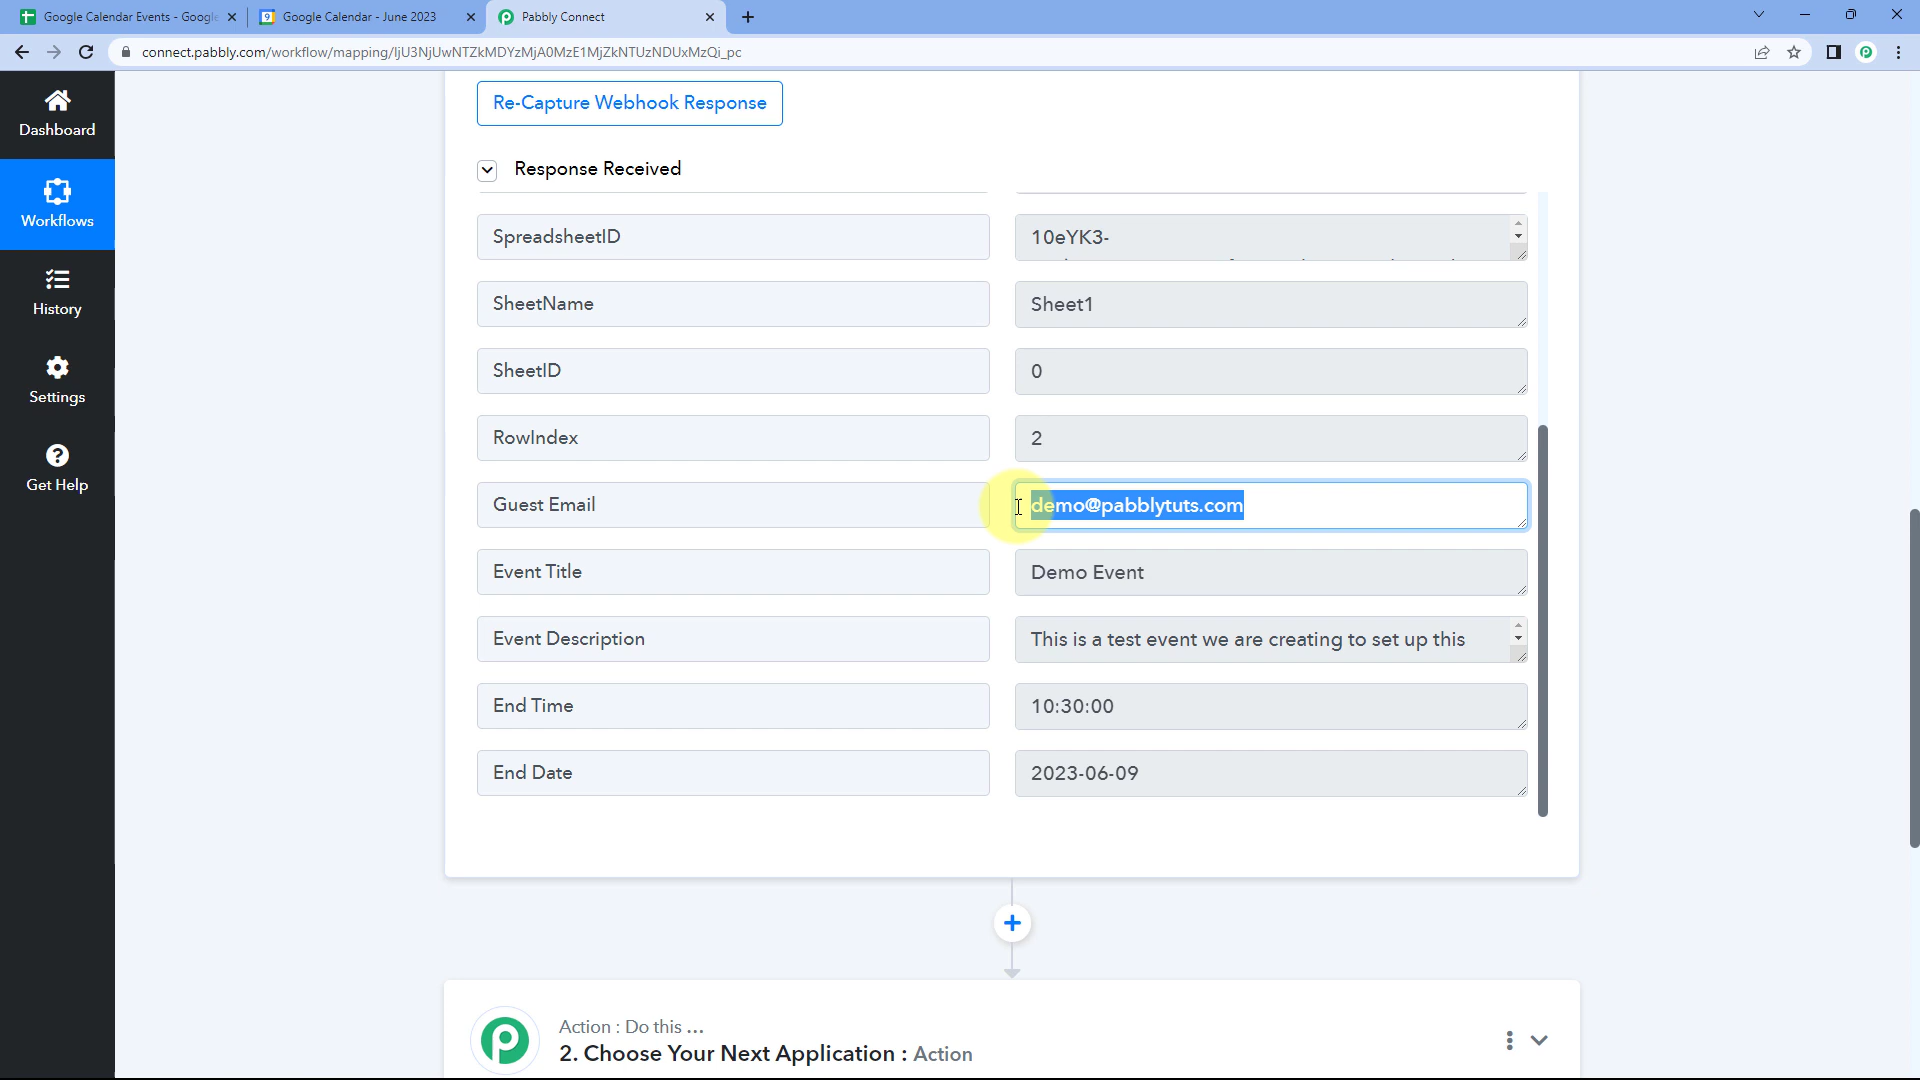 Google Calendar Events - Google
Google Calendar - June 2023
Pabbly Connect
connect.pabbly.com/workflow/mapping/IjU3NjUwNTZkMDYzMjA0MzE1MjZkNTUzNDUxMzQi_pc
Dashboard
Workflows
History
Settings
Get Help
Re-Capture Webhook Response
Response Received
SpreadsheetID
10eYK3-
SheetName
Sheet1
SheetID
0
RowIndex
2
Guest Email
demo@pabblytuts.com
Event Title
Demo Event
Event Description
This is a test event we are creating to set up this
End Time
10:30:00
End Date
2023-06-09
Action : Do this ...
2. Choose Your Next Application : Action